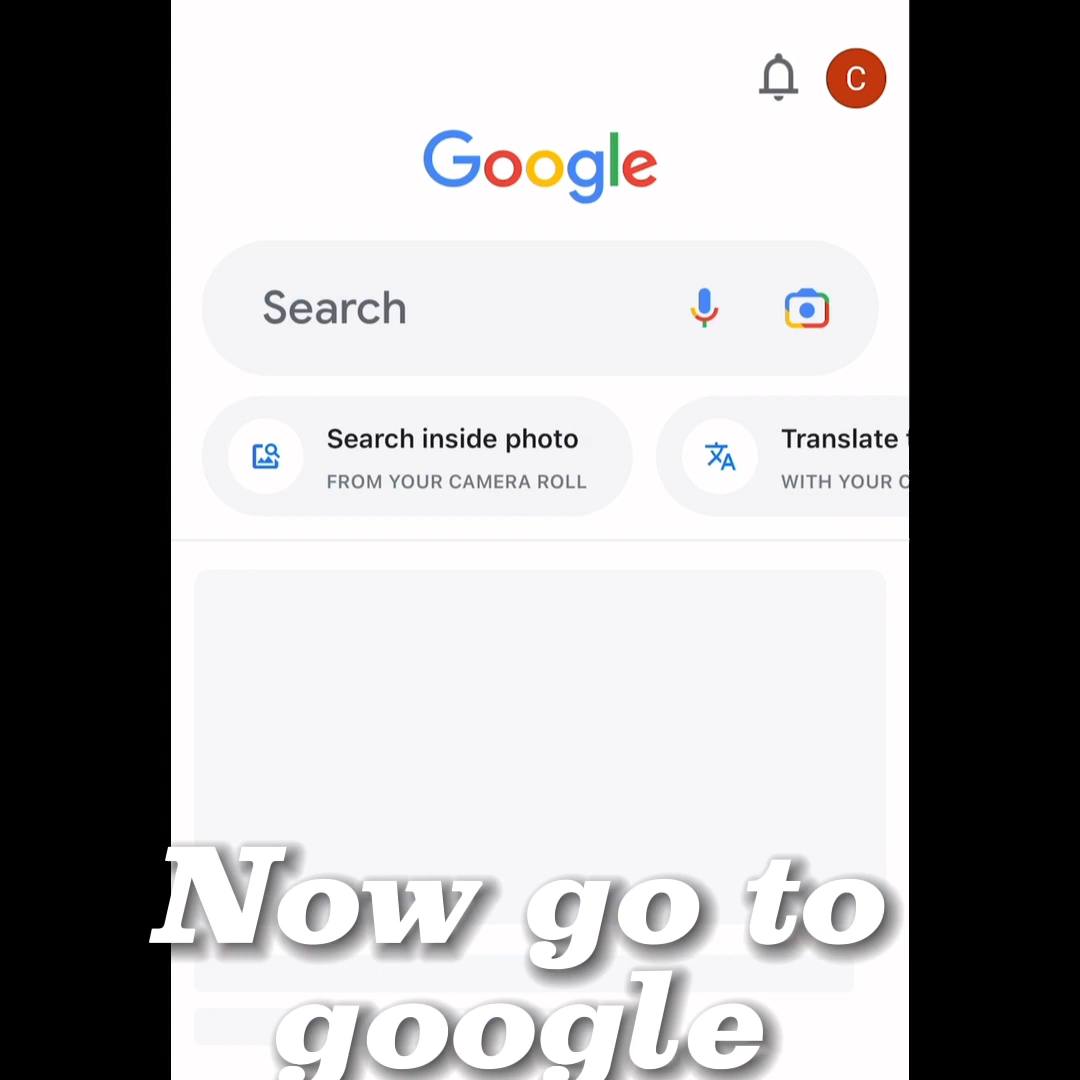 C
Google
Search
Search inside photo
FROM YOUR CAMERA ROLL
Translate
WITH YOUR
Now go to
google